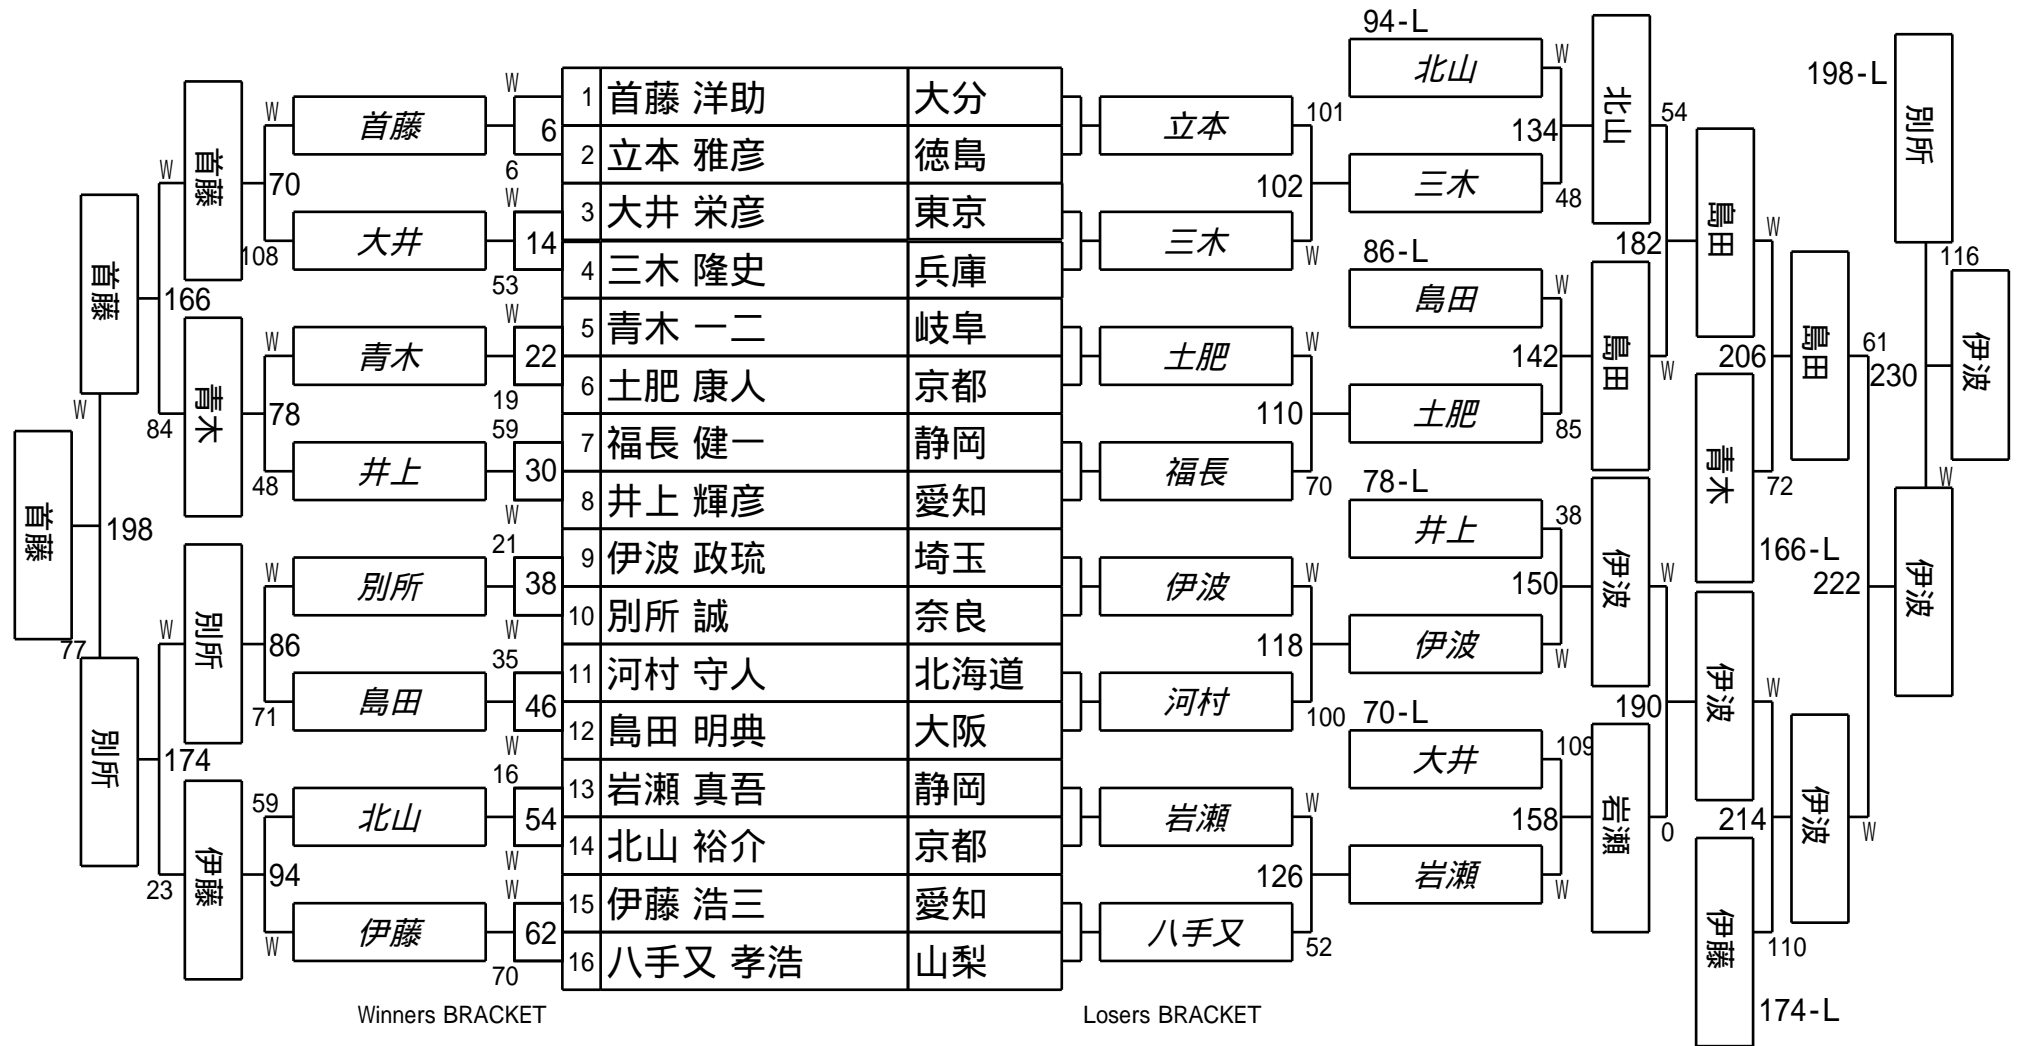 94-L
北山
W
北山
54
198-L
別所
1 首藤 洋助 大分
W
首藤
W
首藤
W
6
立本
101
134
2 立本 雅彦 徳島
6
70
102
三木
48
島田
W
3 大井 栄彦 東京
W
大井
108
14
三木
W
182
116
首藤
166
4 三木 隆史 兵庫
53
86-L
島田
W
島田
W
島田
61
伊波
5 青木 一二 岐阜
W
青木
W
青木
84
22
土肥
W
142
206
230
6 土肥 康人 京都
19
78
110
土肥
85
青木
72
7 福長 健一 静岡
59
井上
48
30
福長
70
78-L
井上
38
伊波
W
W
8 井上 輝彦 愛知
W
首藤
W
198
166-L
222
伊波
9 伊波 政琉 埼玉
21
別所
W
別所
W
38
伊波
W
150
10 別所 誠 奈良
W
86
118
伊波
W
伊波
W
11 河村 守人 北海道
35
島田
71
46
河村
100
190
77
別所
174
12 島田 明典 大阪
W
70-L
大井
109
岩瀬
0
伊波
W
13 岩瀬 真吾 静岡
16
北山
59
伊藤
23
54
岩瀬
W
158
214
14 北山 裕介 京都
W
94
126
岩瀬
W
伊藤
110
15 伊藤 浩三 愛知
W
伊藤
W
62
八手又
52
16 八手又 孝浩 山梨
70
174-L
Winners BRACKET
Losers BRACKET